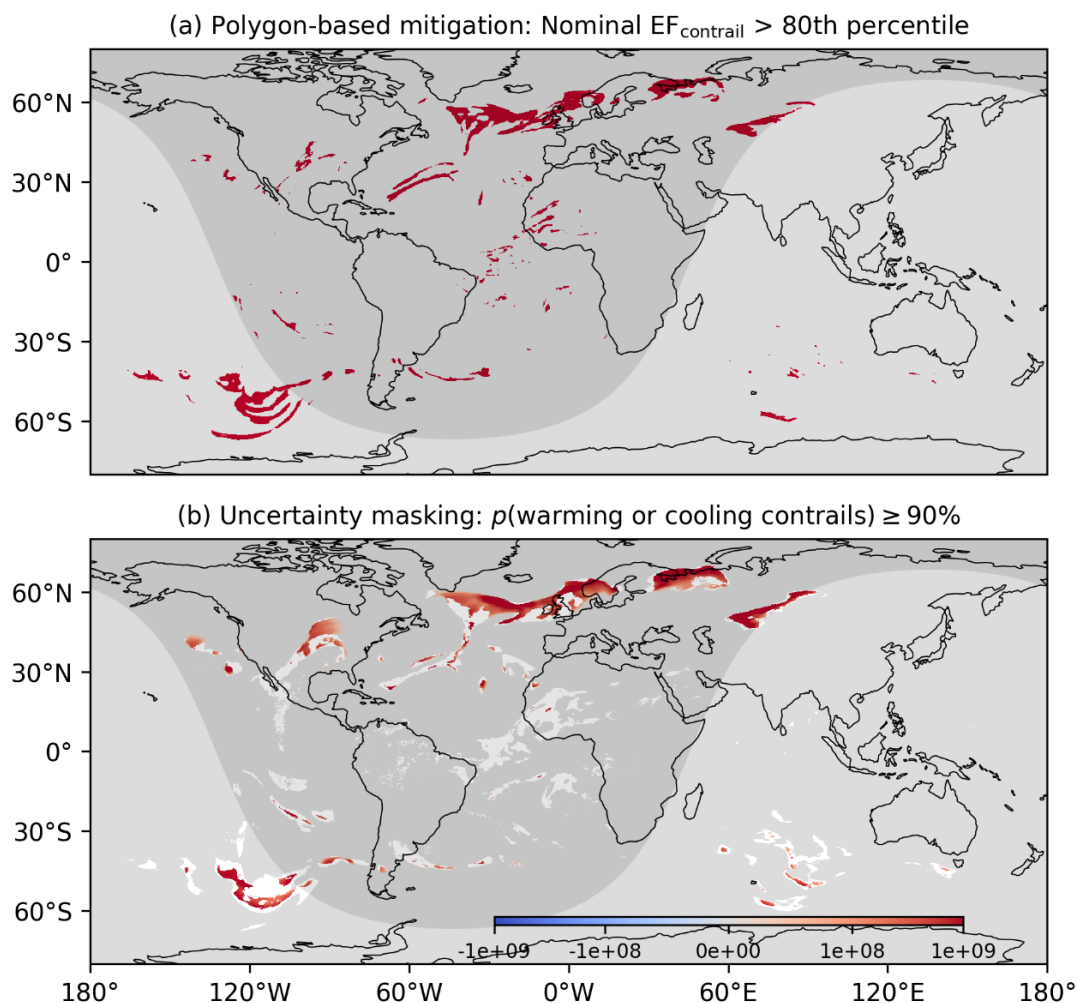 (a) Polygon-based mitigation: Nominal EFcontrail > 80th percentile
60°N
30°N
0°
30°S
60°S
(b) Uncertainty masking: p(warming or cooling contrails) ≥ 90%
60°N
30°N
0°
30°S
60°S
-1e+09 -1e+08 0e+00 1e+08 1e+09
180° 120°W 60°W 0°W 60°E 120°E 180°